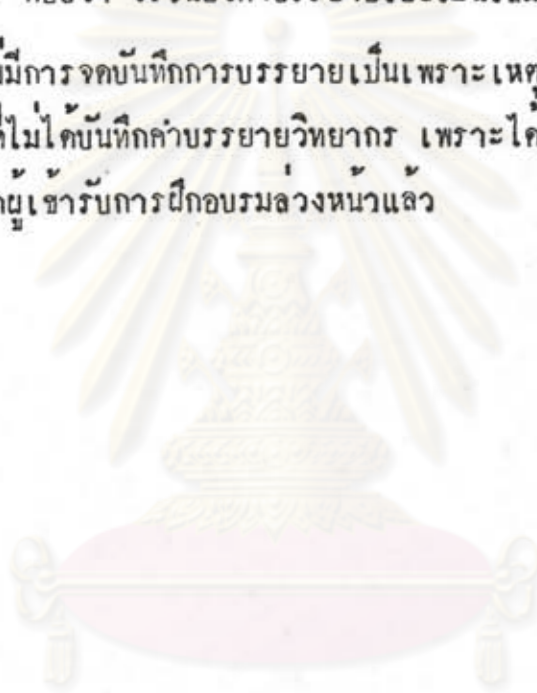 มีการจดบันทึกการบรรยายเป็นเพราะเหตุ
ไม่ได้บันทึกคำบรรยายวิทยากร เพราะได้
ผู้เข้ารับการฝึกอบรมล่วงหน้าแล้ว